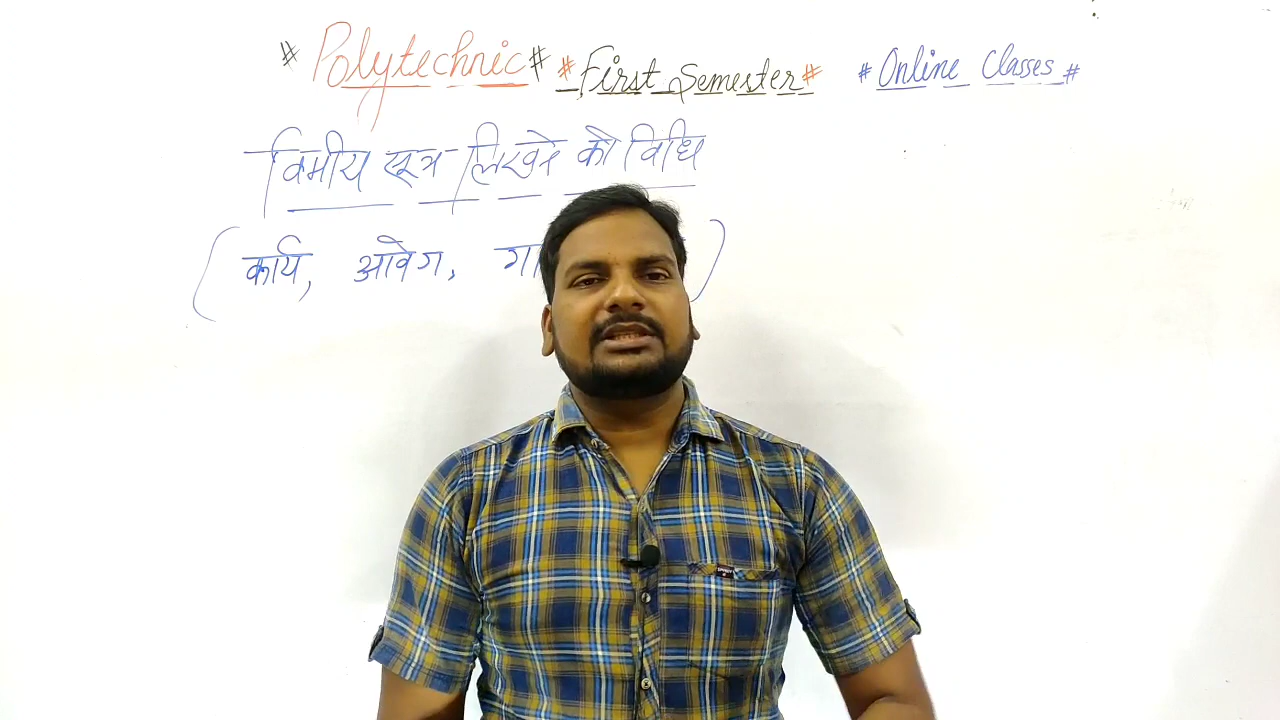 # Polytechnic # * First Semester # # Online Classes #
विमीय सूत्र लिखने की विधि
(कार्य, आवेग, )